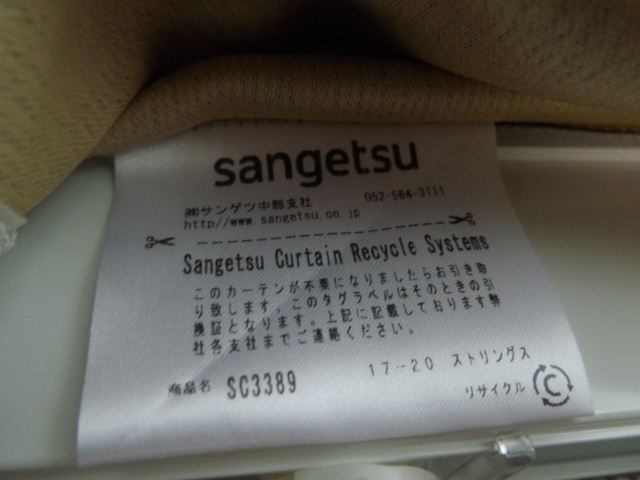 sangetsu
㈱サンゲツ中部支社 052-564-3111
http//www.sangetsu.co.jp
Sangetsu Curtain Recycle Systems
このカーテンが不要になりましたらお引き取
り致します。このタグラベルはそのときの引
換証となります。上記に記載しております弊
社各支社までご連絡ください。
商品名 SC3389 17-20 ストリングス
リサイクル C